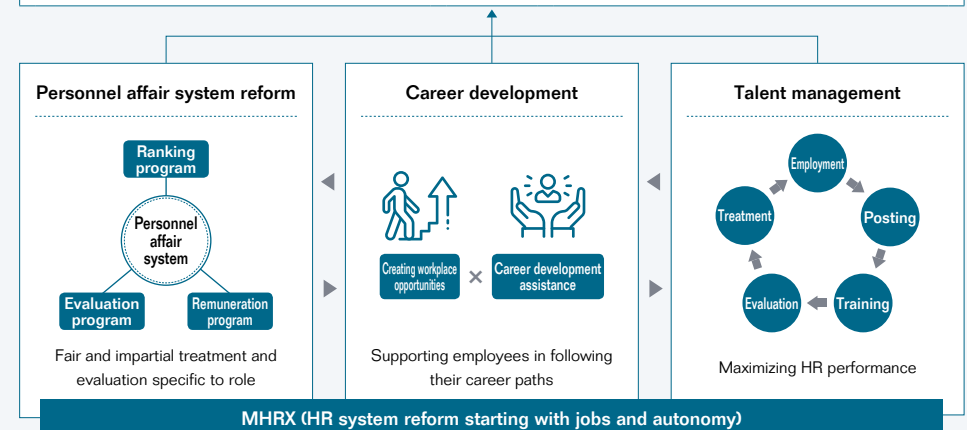 Personnel affair system reform
Ranking
program
Personnel
affair
system
Evaluation
program
Remuneration
program
Fair and impartial treatment and
evaluation specific to role
Career development
Creating workplace
opportunities
×
Career development
assistance
Supporting employees in following
their career paths
Talent management
Employment
Posting
Training
Evaluation
Treatment
Maximizing HR performance
MHRX (HR system reform starting with jobs and autonomy)